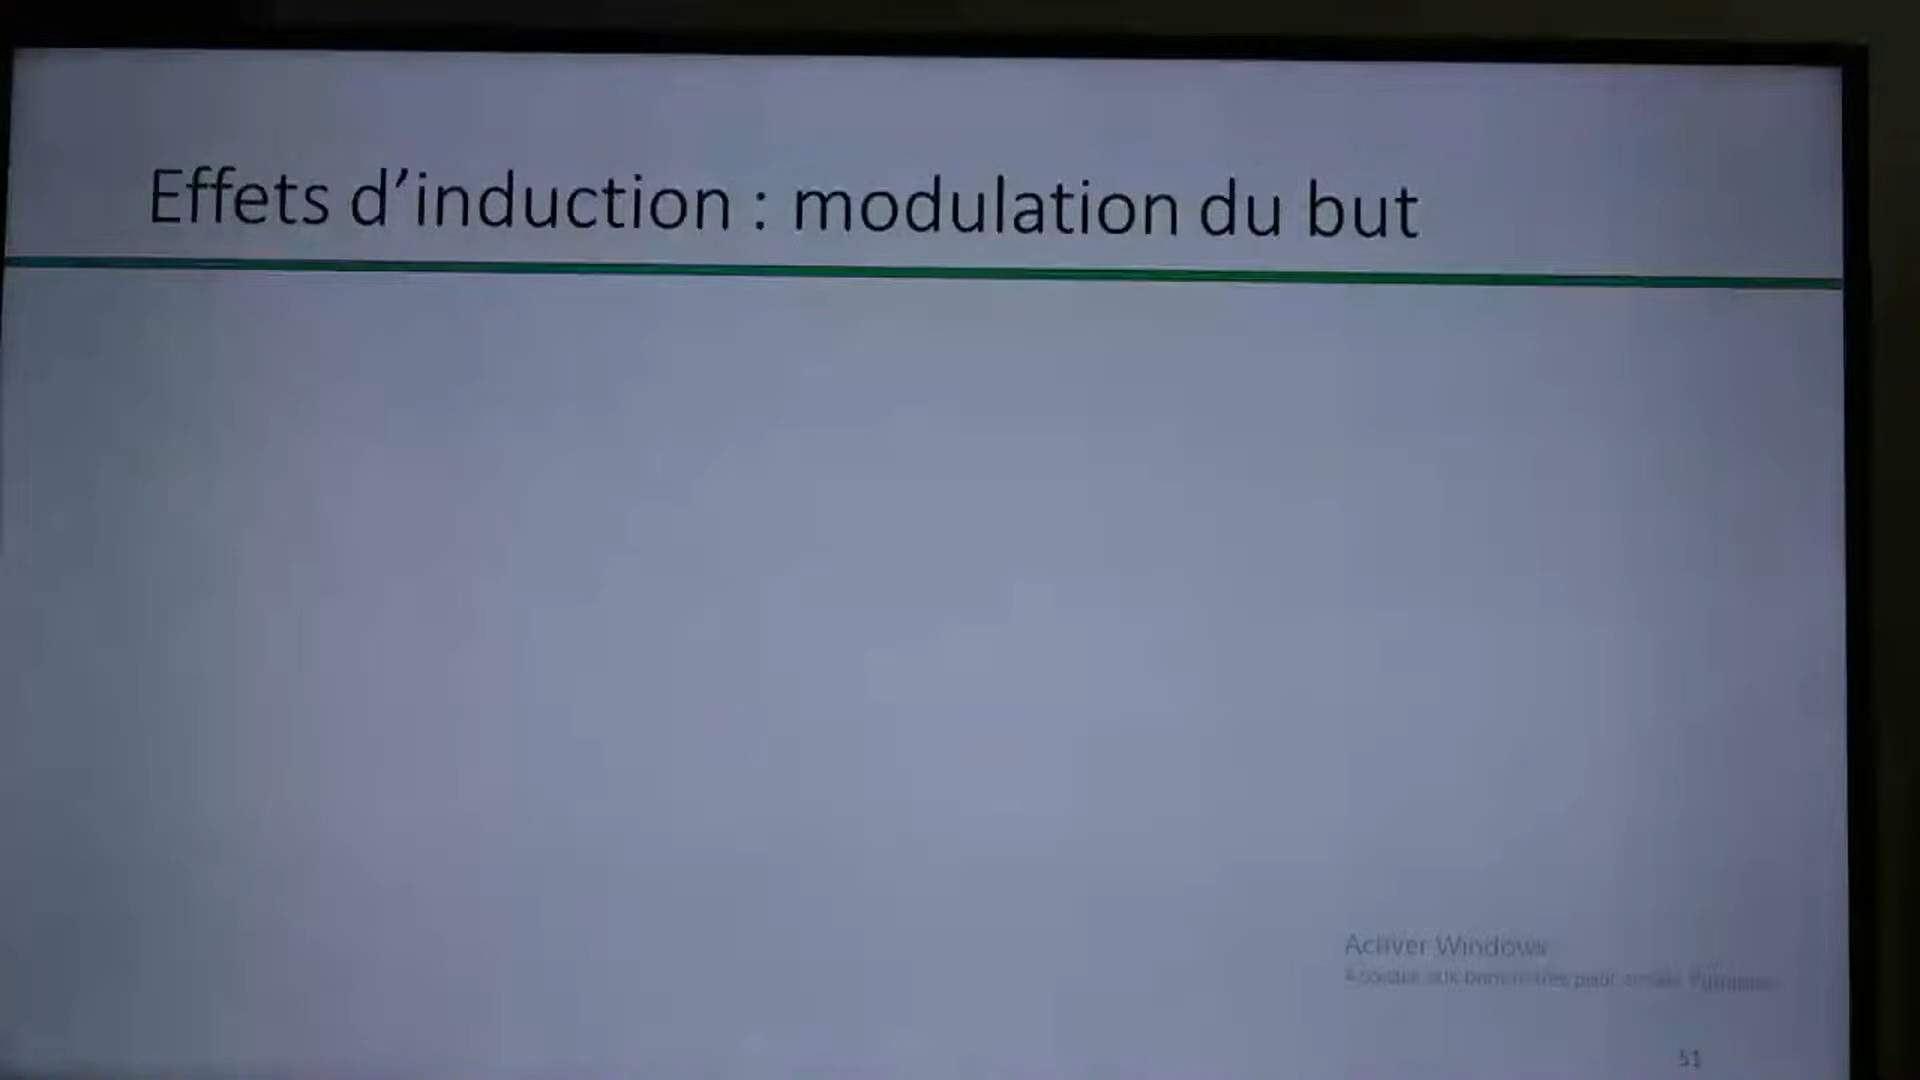 Effets d’induction : modulation du but
Activer Windows
51